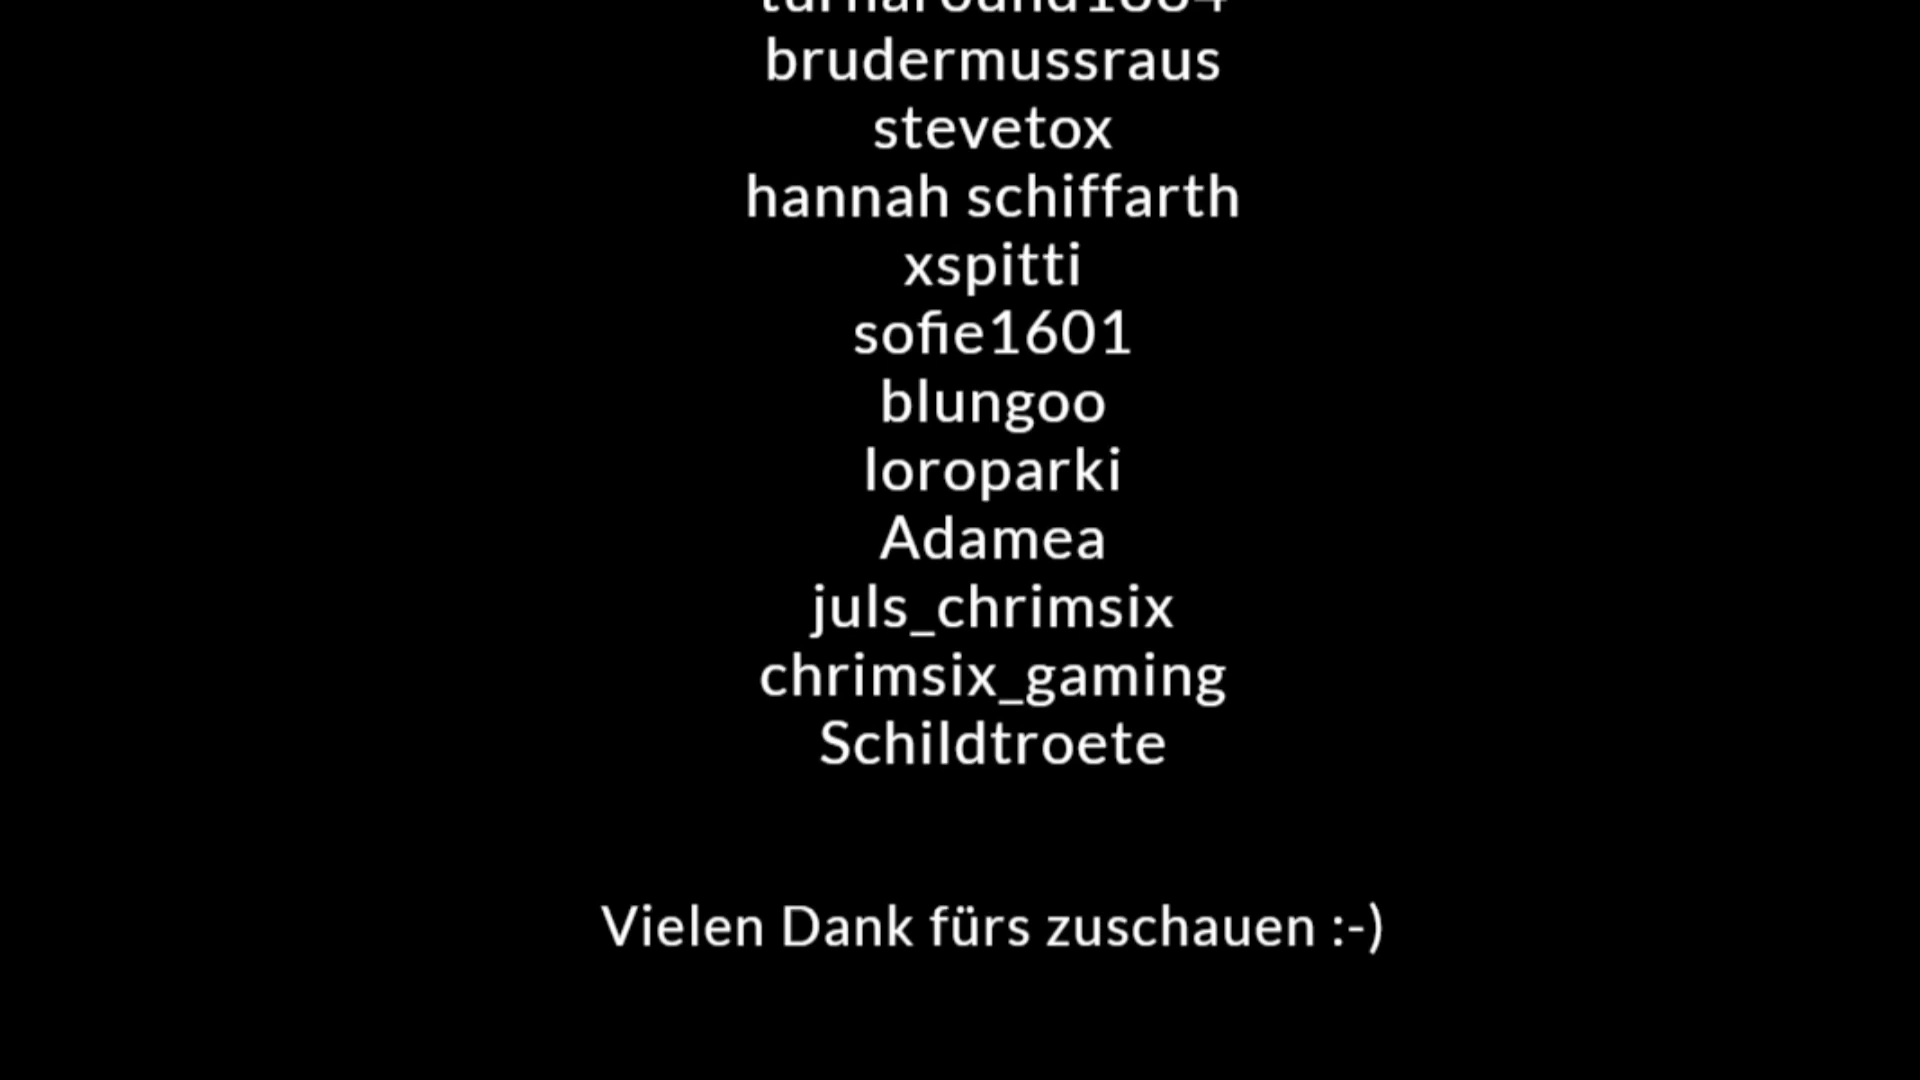 brudermussraus
stevetox
hannah schiffarth
xspitti
sofie1601
blungoo
loroparki
Adamea
juls_chrimsix
chrimsix_gaming
Schildtroete
Vielen Dank fürs zuschauen :-)